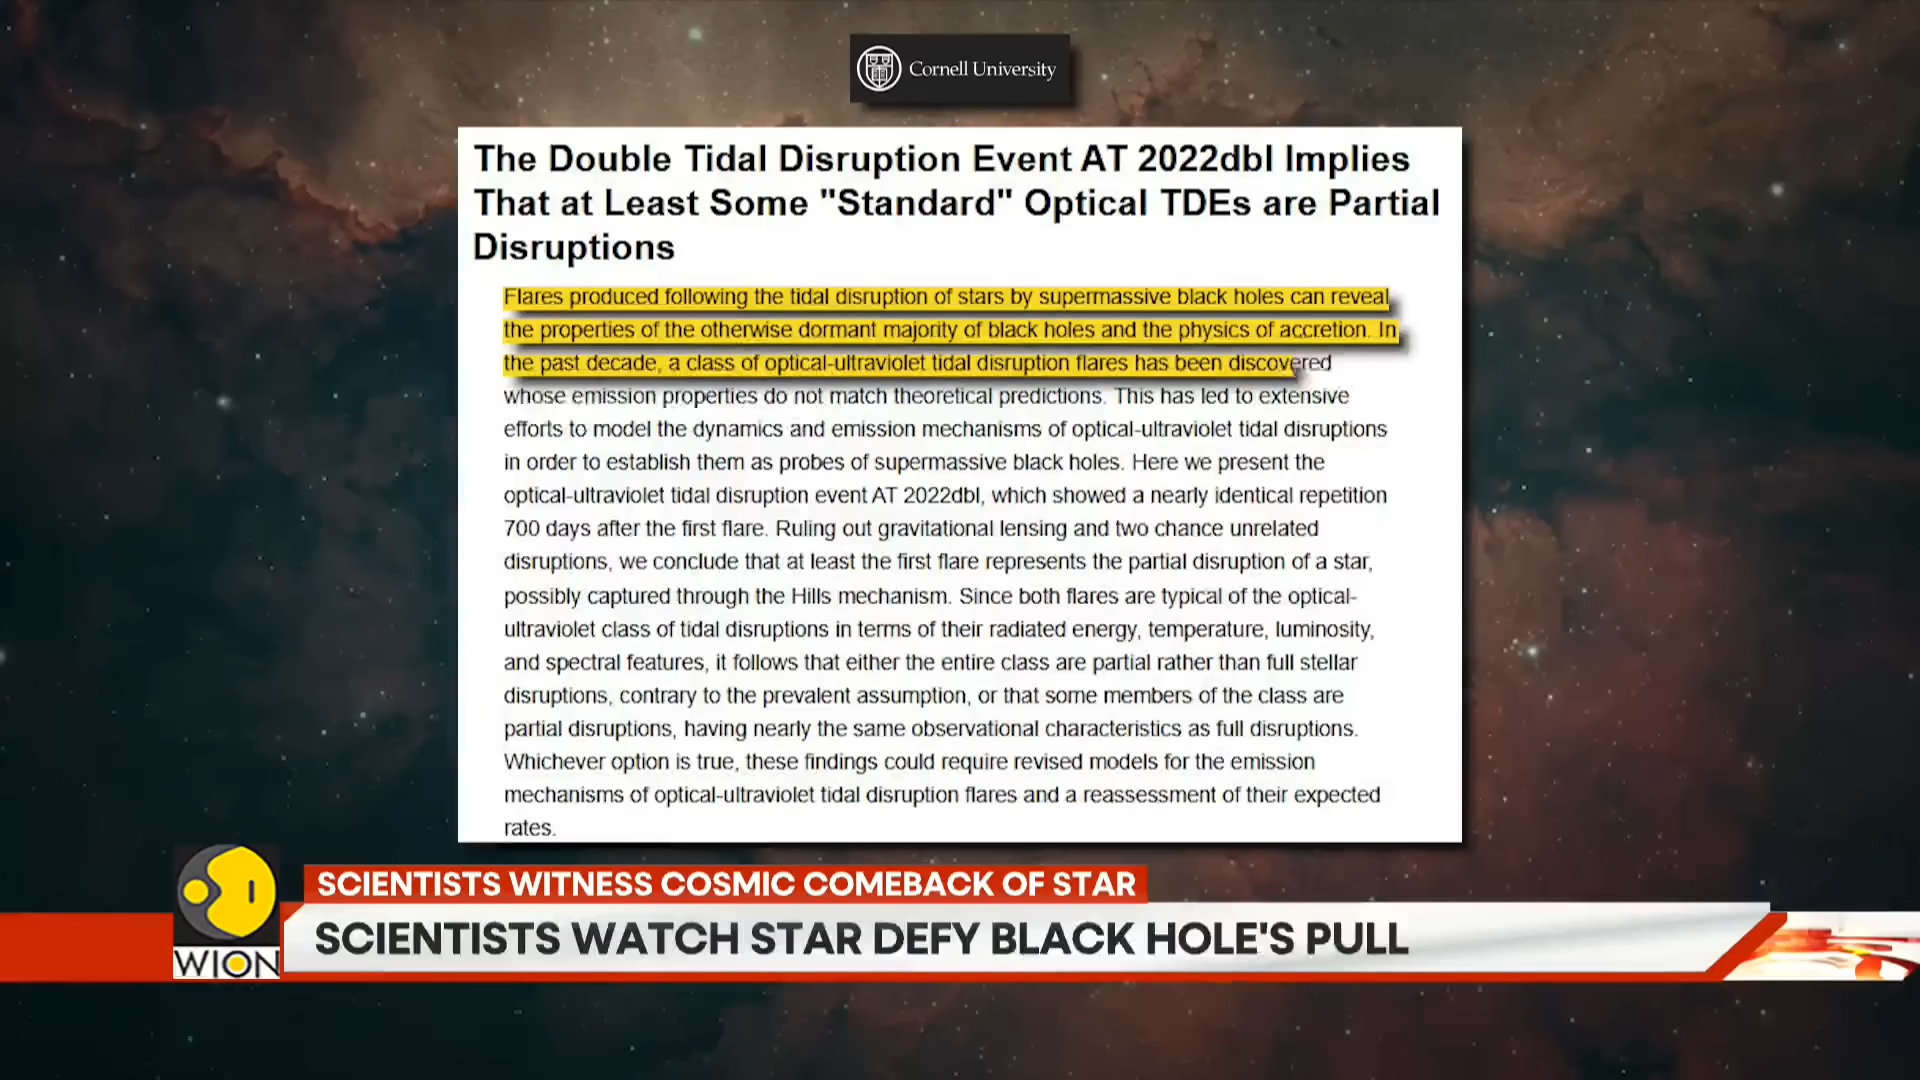 Cornell University
The Double Tidal Disruption Event AT 2022dbl Implies
That at Least Some "Standard" Optical TDEs are Partial
Disruptions
Flares produced following the tidal disruption of stars by supermassive black holes can reveal
the properties of the otherwise dormant majority of black holes and the physics of accretion. In
the past decade, a class of optical-ultraviolet tidal disruption flares has been discovered
whose emission properties do not match theoretical predictions. This has led to extensive
efforts to model the dynamics and emission mechanisms of optical-ultraviolet tidal disruptions
in order to establish them as probes of supermassive black holes. Here we present the
optical-ultraviolet tidal disruption event AT 2022dbl, which showed a nearly identical repetition
700 days after the first flare. Ruling out gravitational lensing and two chance unrelated
disruptions, we conclude that at least the first flare represents the partial disruption of a star,
possibly captured through the Hills mechanism. Since both flares are typical of the optical-
ultraviolet class of tidal disruptions in terms of their radiated energy, temperature, luminosity,
and spectral features, it follows that either the entire class are partial rather than full stellar
disruptions, contrary to the prevalent assumption, or that some members of the class are
partial disruptions, having nearly the same observational characteristics as full disruptions.
Whichever option is true, these findings could require revised models for the emission
mechanisms of optical-ultraviolet tidal disruption flares and a reassessment of their expected
rates.
SCIENTISTS WITNESS COSMIC COMEBACK OF STAR
SCIENTISTS WATCH STAR DEFY BLACK HOLE'S PULL
WION